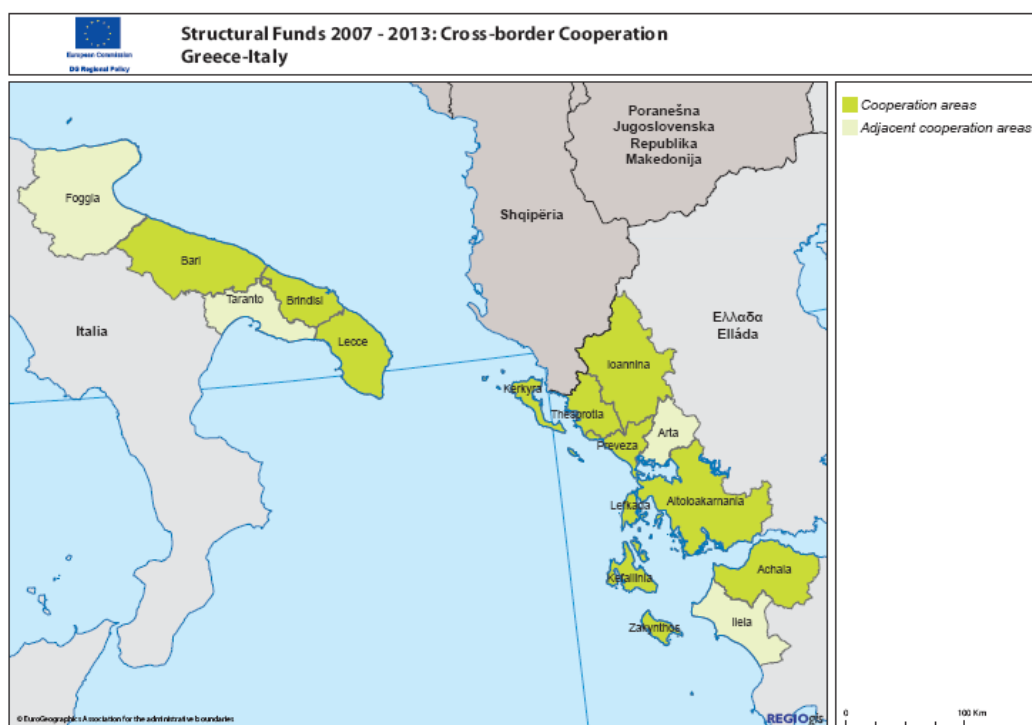 European Commission
DG Regional Policy
Structural Funds 2007 - 2013: Cross-border Cooperation
Greece-Italy
Cooperation areas
Adjacent cooperation areas
Poranešna
Jugoslovenska
Republika
Makedonija
Foggia
Shqipëria
Bari
Taranto
Brindisi
Italia
Lecce
Ελλαδα
Elláda
Ioannina
Kerkyra
Thesprotia
Preveza
Arta
Lefkada
Aitoloakarnania
Kefallinia
Achaia
Zakynthos
Ileia
© EuroGeographics Association for the administrative boundaries
REGIOgis
0 100 Km